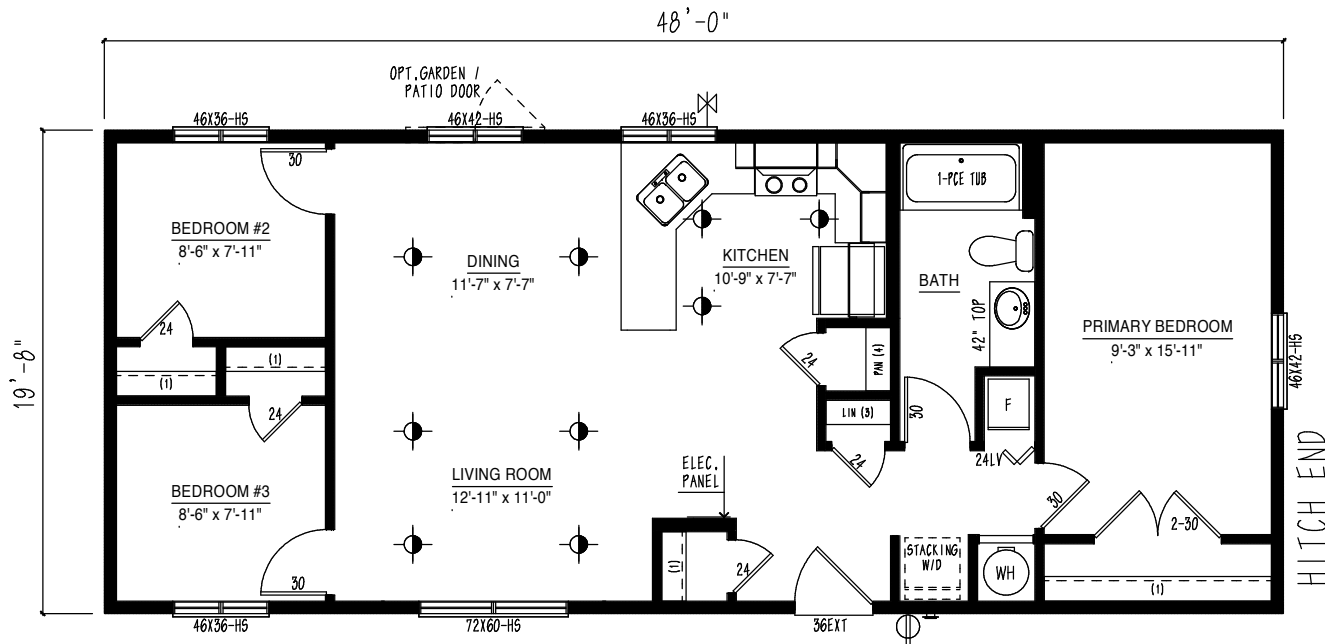 48'-0"
OPT.GARDEN /
PATIO DOOR
46X36-HS
46X42-HS
46X36-HS
30
1-PCE TUB
BEDROOM #2
8'-6" x 7'-11"
DINING
11'-7" x 7'-7"
KITCHEN
10'-9" x 7'-7"
BATH
42" TOP
PRIMARY BEDROOM
9'-3" x 15'-11"
46X42-HS
19'-8"
24
(1)
(1)
24
24
PAN (4)
LIN (3)
24
30
F
24LV
30
BEDROOM #3
8'-6" x 7'-11"
LIVING ROOM
12'-11" x 11'-0"
ELEC.
PANEL
HITCH END
2-30
(1)
24
STACKING
W/D
WH
(1)
30
46X36-HS
72X60-HS
36EXT